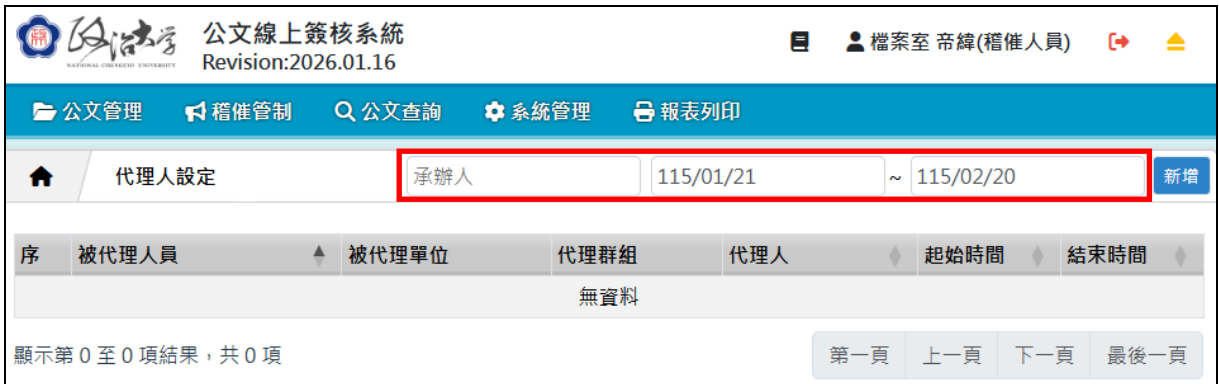 政治大學 公文線上簽核系統
NATIONAL CHENGCHI UNIVERSITY Revision:2026.01.16
檔案室 帝緯(稽催人員)
公文管理 稽催管制 公文查詢 系統管理 報表列印
代理人設定 承辦人 115/01/21 ~ 115/02/20 新增
序 被代理人員 被代理單位 代理群組 代理人 起始時間 結束時間
無資料
顯示第 0 至 0 項結果，共 0 項 第一頁 上一頁 下一頁 最後一頁